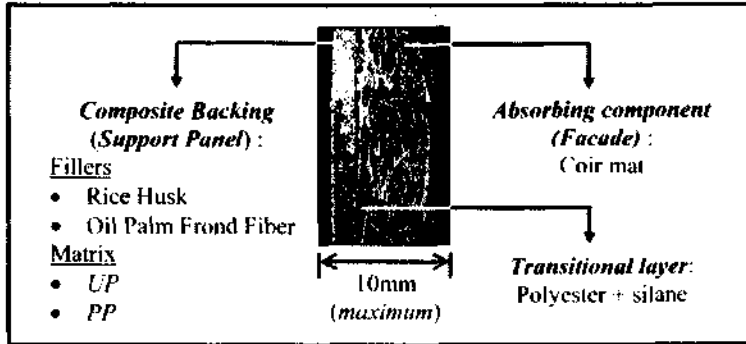 Composite Backing
(Support Panel) :
Fillers
• Rice Husk
• Oil Palm Frond Fiber
Matrix
• UP
• PP
10mm
(maximum)
Absorbing component
(Facade) :
Coir mat
Transitional layer:
Polyester + silane